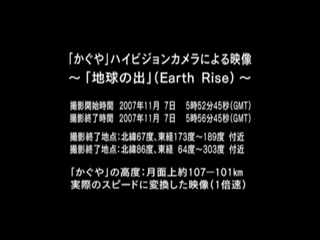 「かぐや」ハイビジョンカメラによる映像
～「地球の出」（Earth Rise）～
撮影開始時間 2007年11月 7日 5時52分45秒(GMT)
撮影終了時間 2007年11月 7日 5時56分45秒(GMT)
撮影終了地点：北緯67度、東経173度～189度 付近
撮影終了地点：北緯86度、東経 64度～303度 付近
「かぐや」の高度：月面上約107－101km
実際のスピードに変換した映像（1倍速）